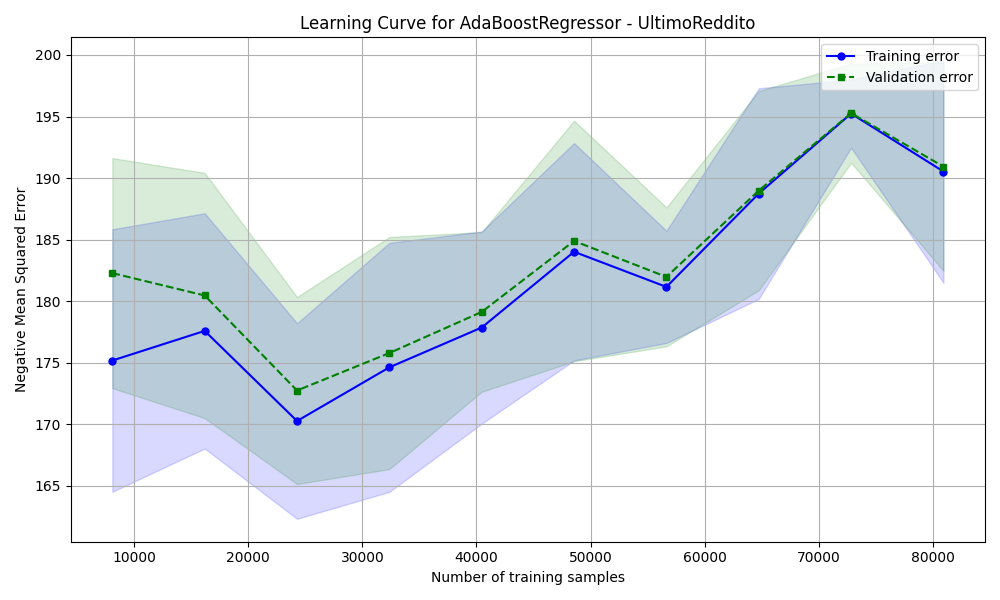 Learning Curve for AdaBoostRegressor - UltimoReddito
200
195
190
185
180
175
170
165
Negative Mean Squared Error
Training error
Validation error
10000 20000 30000 40000 50000 60000 70000 80000
Number of training samples